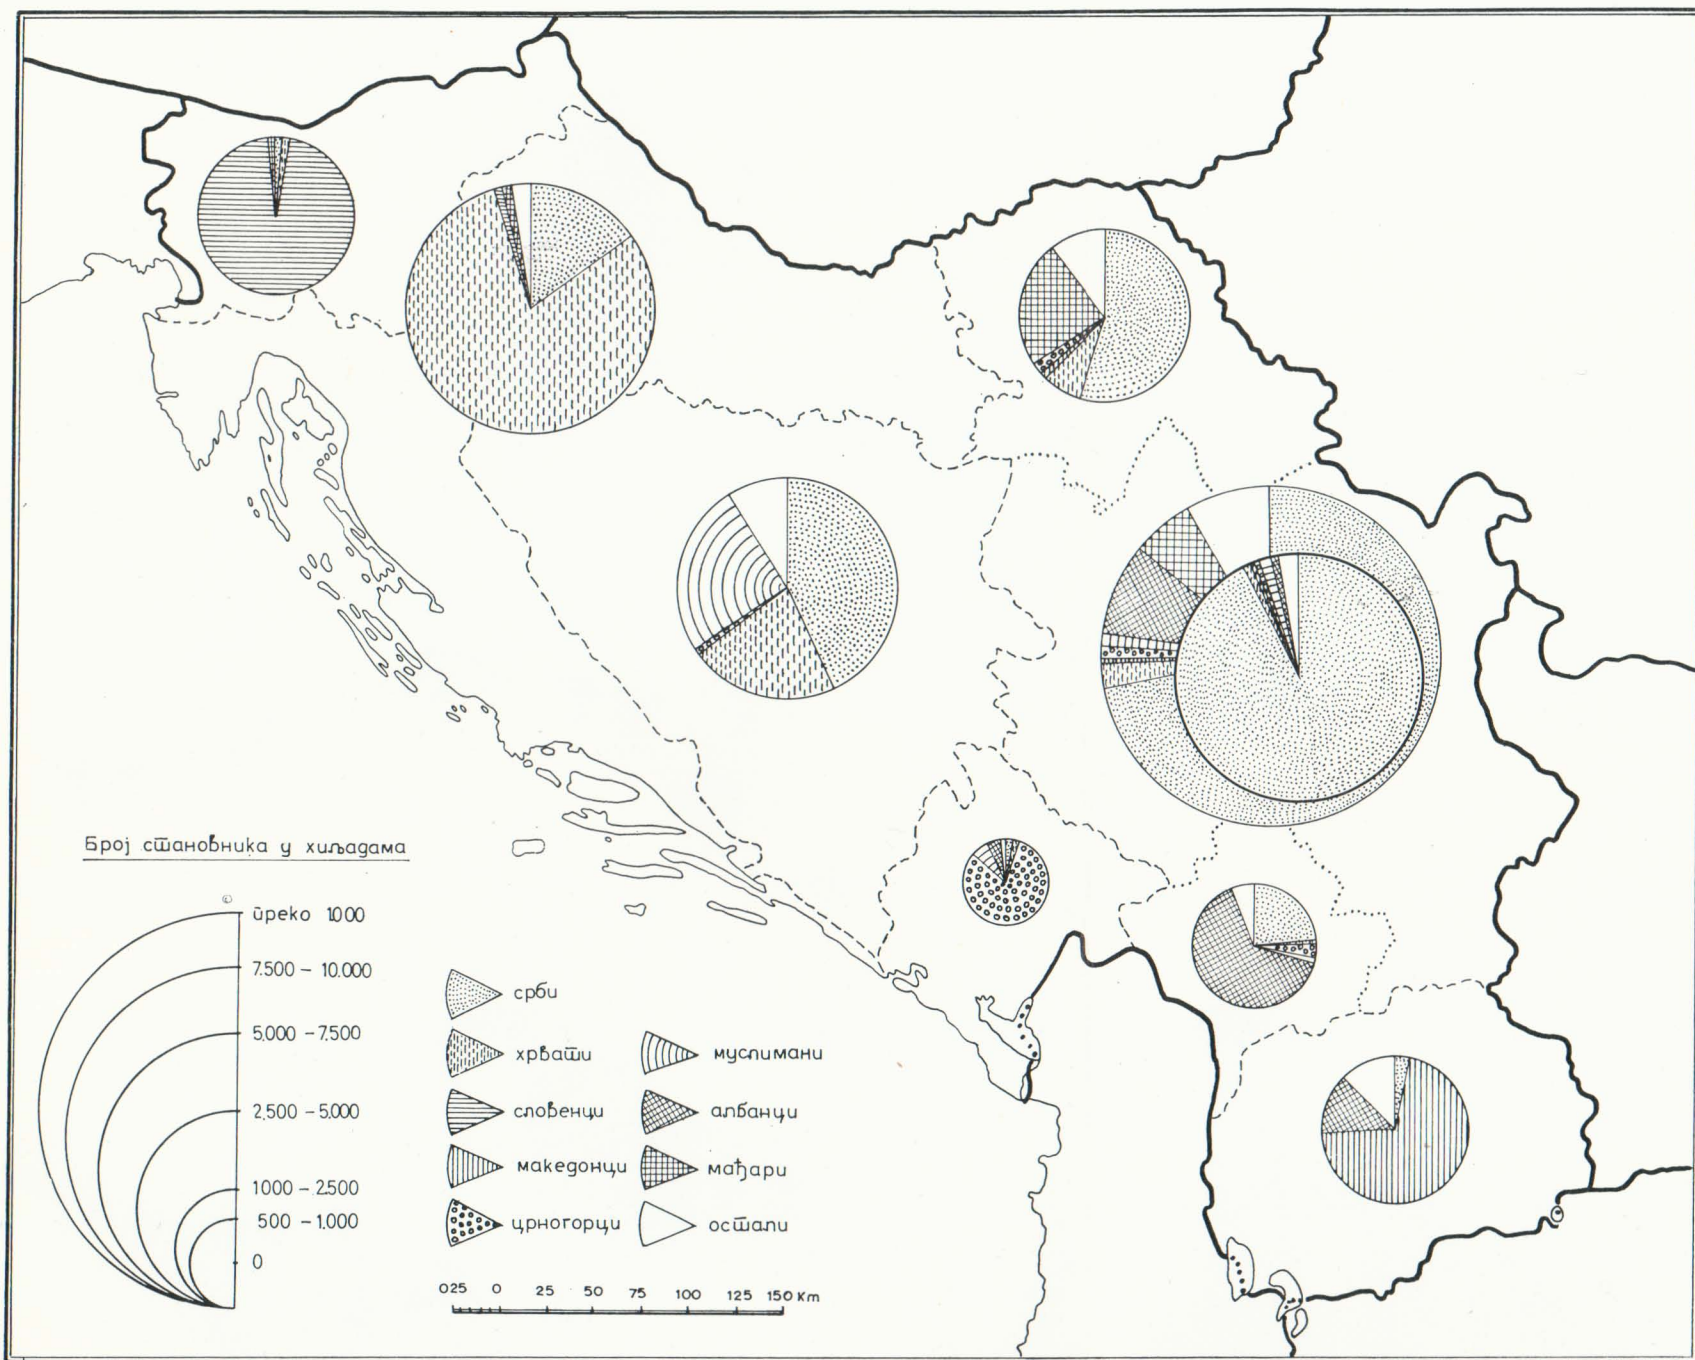 Број становника у хиљадама
преко 1000
7.500 – 10.000
5.000 – 7.500
2.500 – 5.000
1000 – 2.500
500 – 1.000
0
срби
хрвати
словенци
македонци
црногорци
муслимани
албанци
мађари
остали
025 0 25 50 75 100 125 150 Km